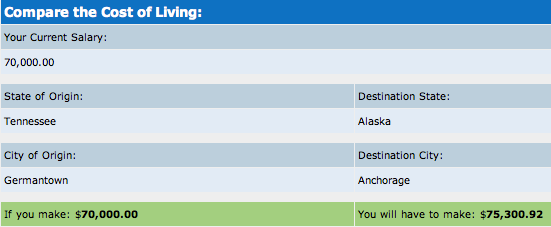 Compare the Cost of Living:
Your Current Salary:
70,000.00
State of Origin: Destination State:
Tennessee Alaska
City of Origin: Destination City:
Germantown Anchorage
If you make: $70,000.00 You will have to make: $75,300.92